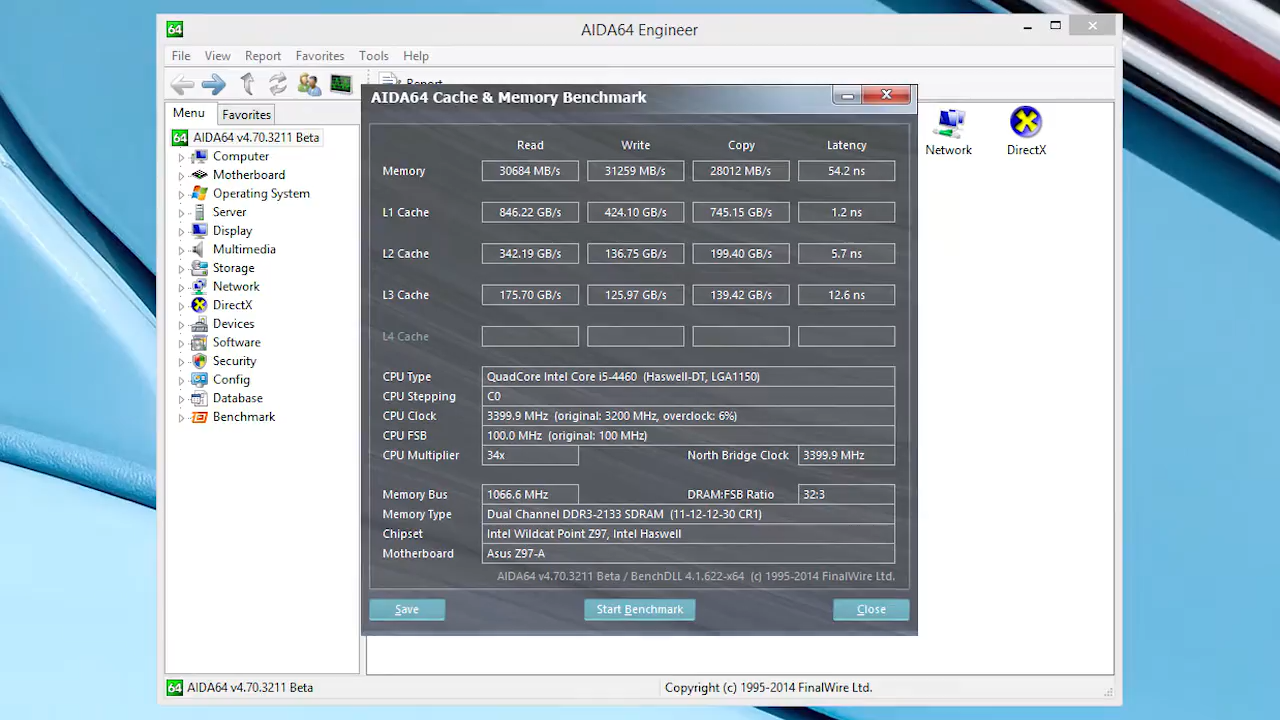 64 AIDA64 Engineer
File View Report Favorites Tools Help
Report
Menu Favorites
64 AIDA64 v4.70.3211 Beta
Computer
Motherboard
Operating System
Server
Display
Multimedia
Storage
Network
DirectX
Devices
Software
Security
Config
Database
Benchmark
Network DirectX
AIDA64 Cache & Memory Benchmark
Read Write Copy Latency
Memory 30684 MB/s 31259 MB/s 28012 MB/s 54.2 ns
L1 Cache 846.22 GB/s 424.10 GB/s 745.15 GB/s 1.2 ns
L2 Cache 342.19 GB/s 136.75 GB/s 199.40 GB/s 5.7 ns
L3 Cache 175.70 GB/s 125.97 GB/s 139.42 GB/s 12.6 ns
L4 Cache
CPU Type QuadCore Intel Core i5-4460 (Haswell-DT, LGA1150)
CPU Stepping C0
CPU Clock 3399.9 MHz (original: 3200 MHz, overclock: 6%)
CPU FSB 100.0 MHz (original: 100 MHz)
CPU Multiplier 34x North Bridge Clock 3399.9 MHz
Memory Bus 1066.6 MHz DRAM:FSB Ratio 32:3
Memory Type Dual Channel DDR3-2133 SDRAM (11-12-12-30 CR1)
Chipset Intel Wildcat Point Z97, Intel Haswell
Motherboard Asus Z97-A
AIDA64 v4.70.3211 Beta / BenchDLL 4.1.622-x64 (c) 1995-2014 FinalWire Ltd.
Save Start Benchmark Close
64 AIDA64 v4.70.3211 Beta Copyright (c) 1995-2014 FinalWire Ltd.